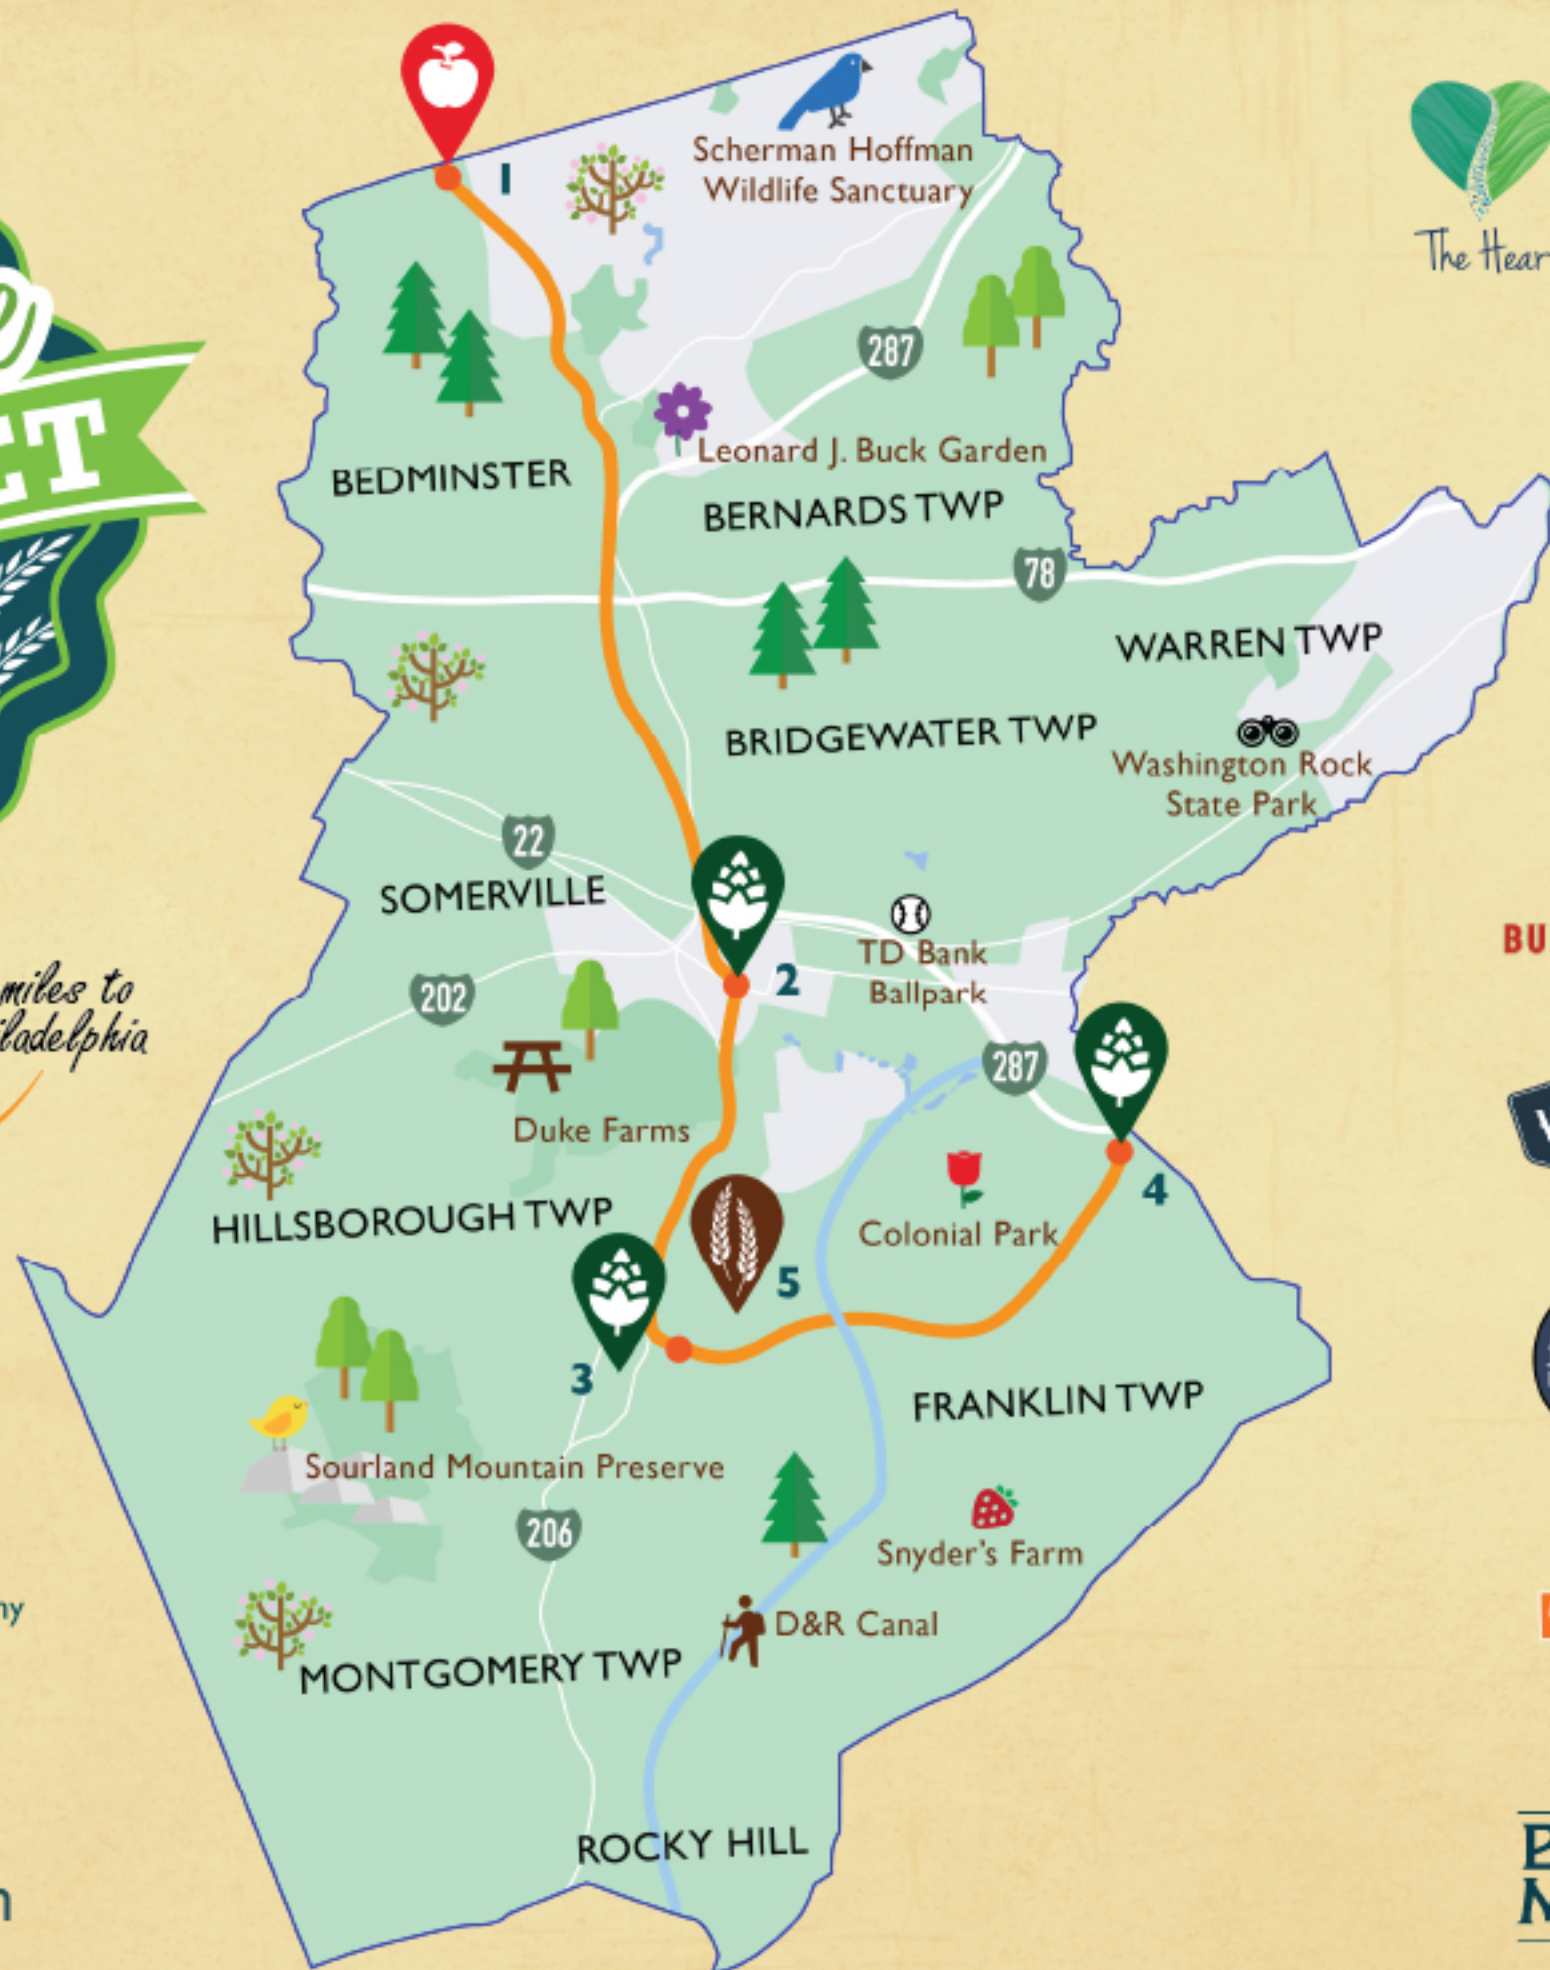 1
Scherman Hoffman
Wildlife Sanctuary
The Hear
287
Leonard J. Buck Garden
BEDMINSTER
BERNARDS TWP
78
WARREN TWP
BRIDGEWATER TWP
Washington Rock
State Park
22
SOMERVILLE
TD Bank
Ballpark
BU
2
202
miles to
iladelphia
287
Duke Farms
4
HILLSBOROUGH TWP
Colonial Park
5
3
FRANKLIN TWP
Sourland Mountain Preserve
206
Snyder's Farm
D&R Canal
MONTGOMERY TWP
ROCKY HILL